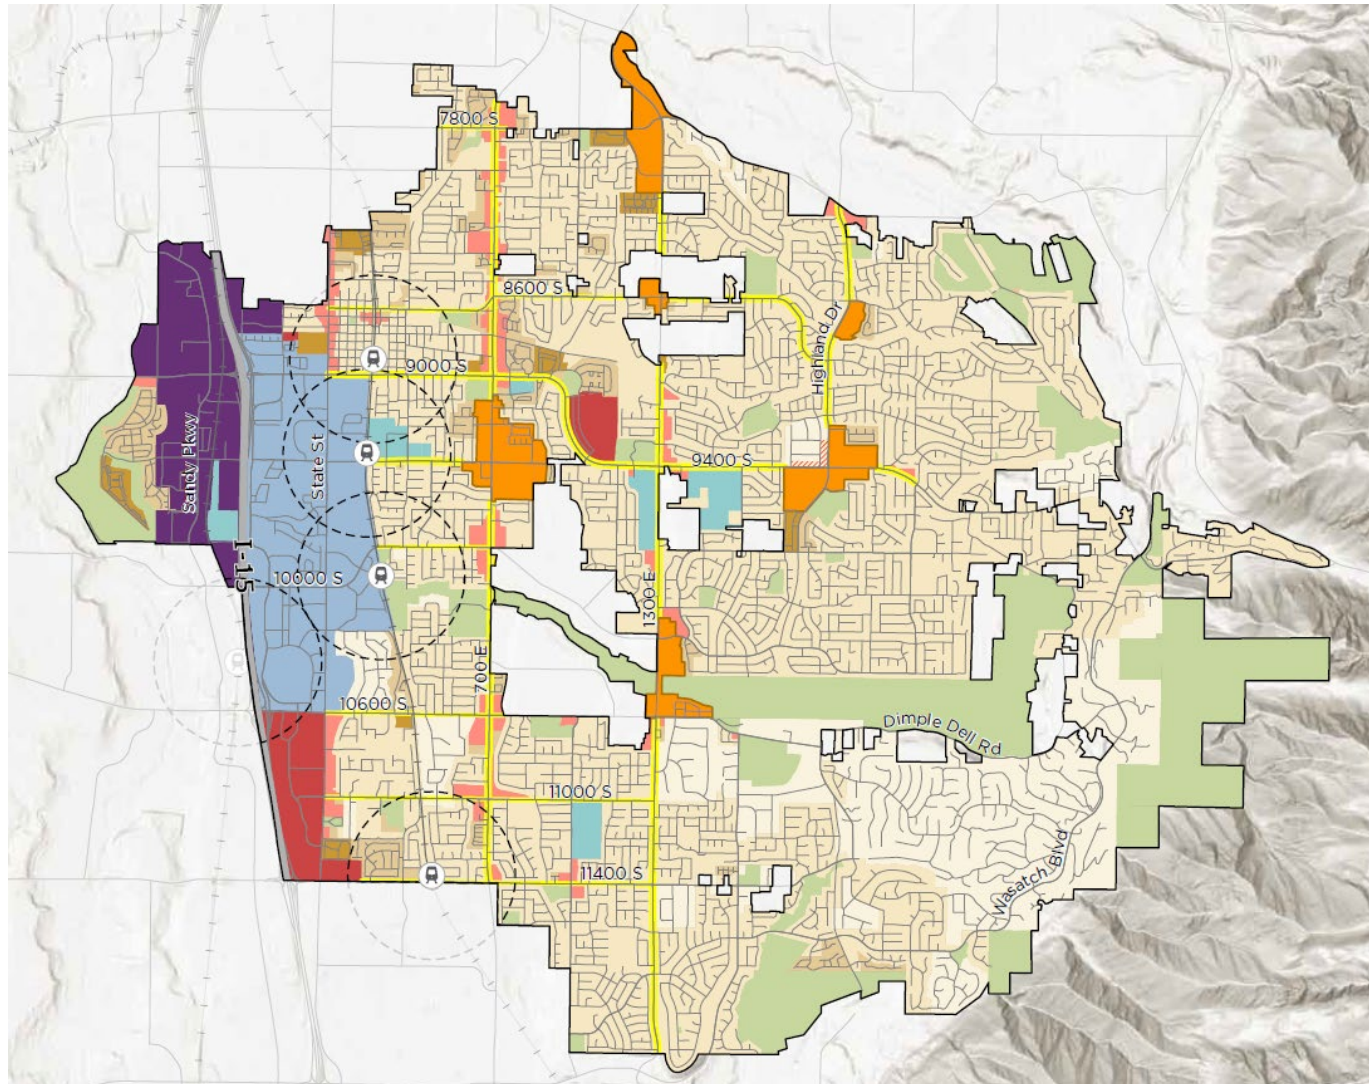 7800 S
8600 S
Highland Dr
9000 S
Sandy Pkwy
State St
9400 S
I-15
10000 S
1300 E
700 E
10600 S
Dimple Dell Rd
11000 S
Wasatch Blvd
11400 S